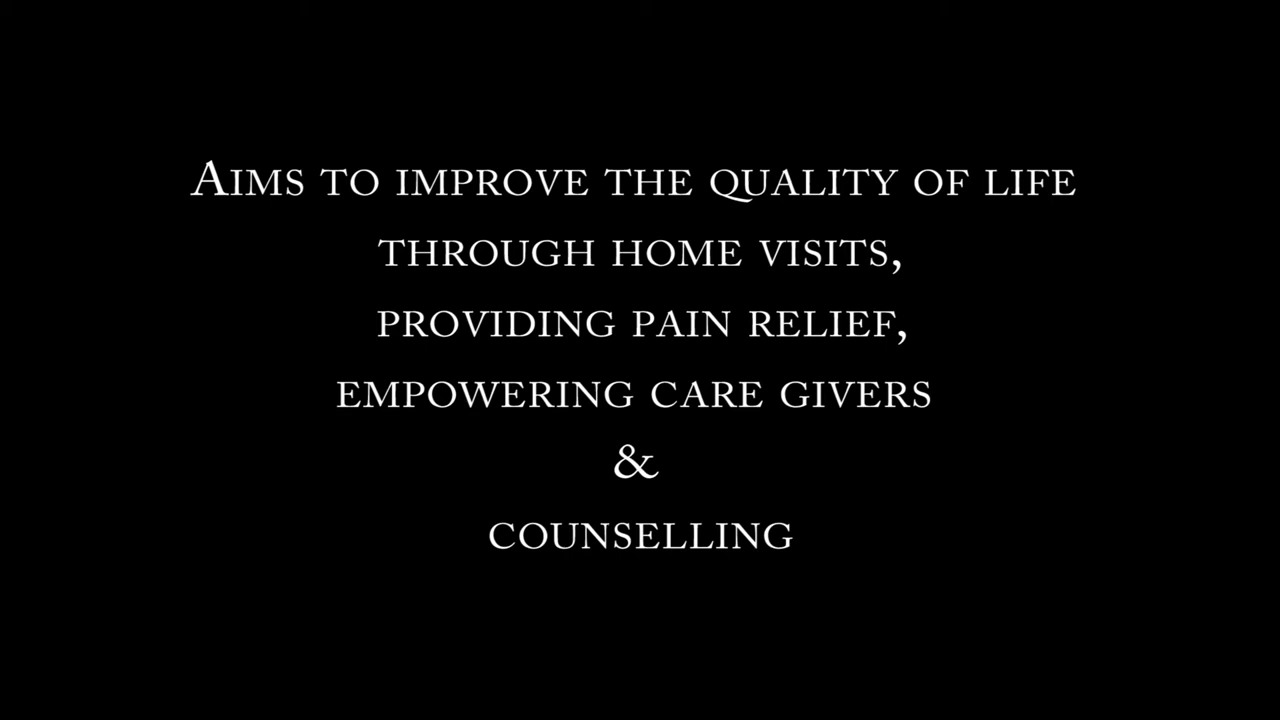 Aims to improve the quality of life
through home visits,
providing pain relief,
empowering care givers
&
counselling